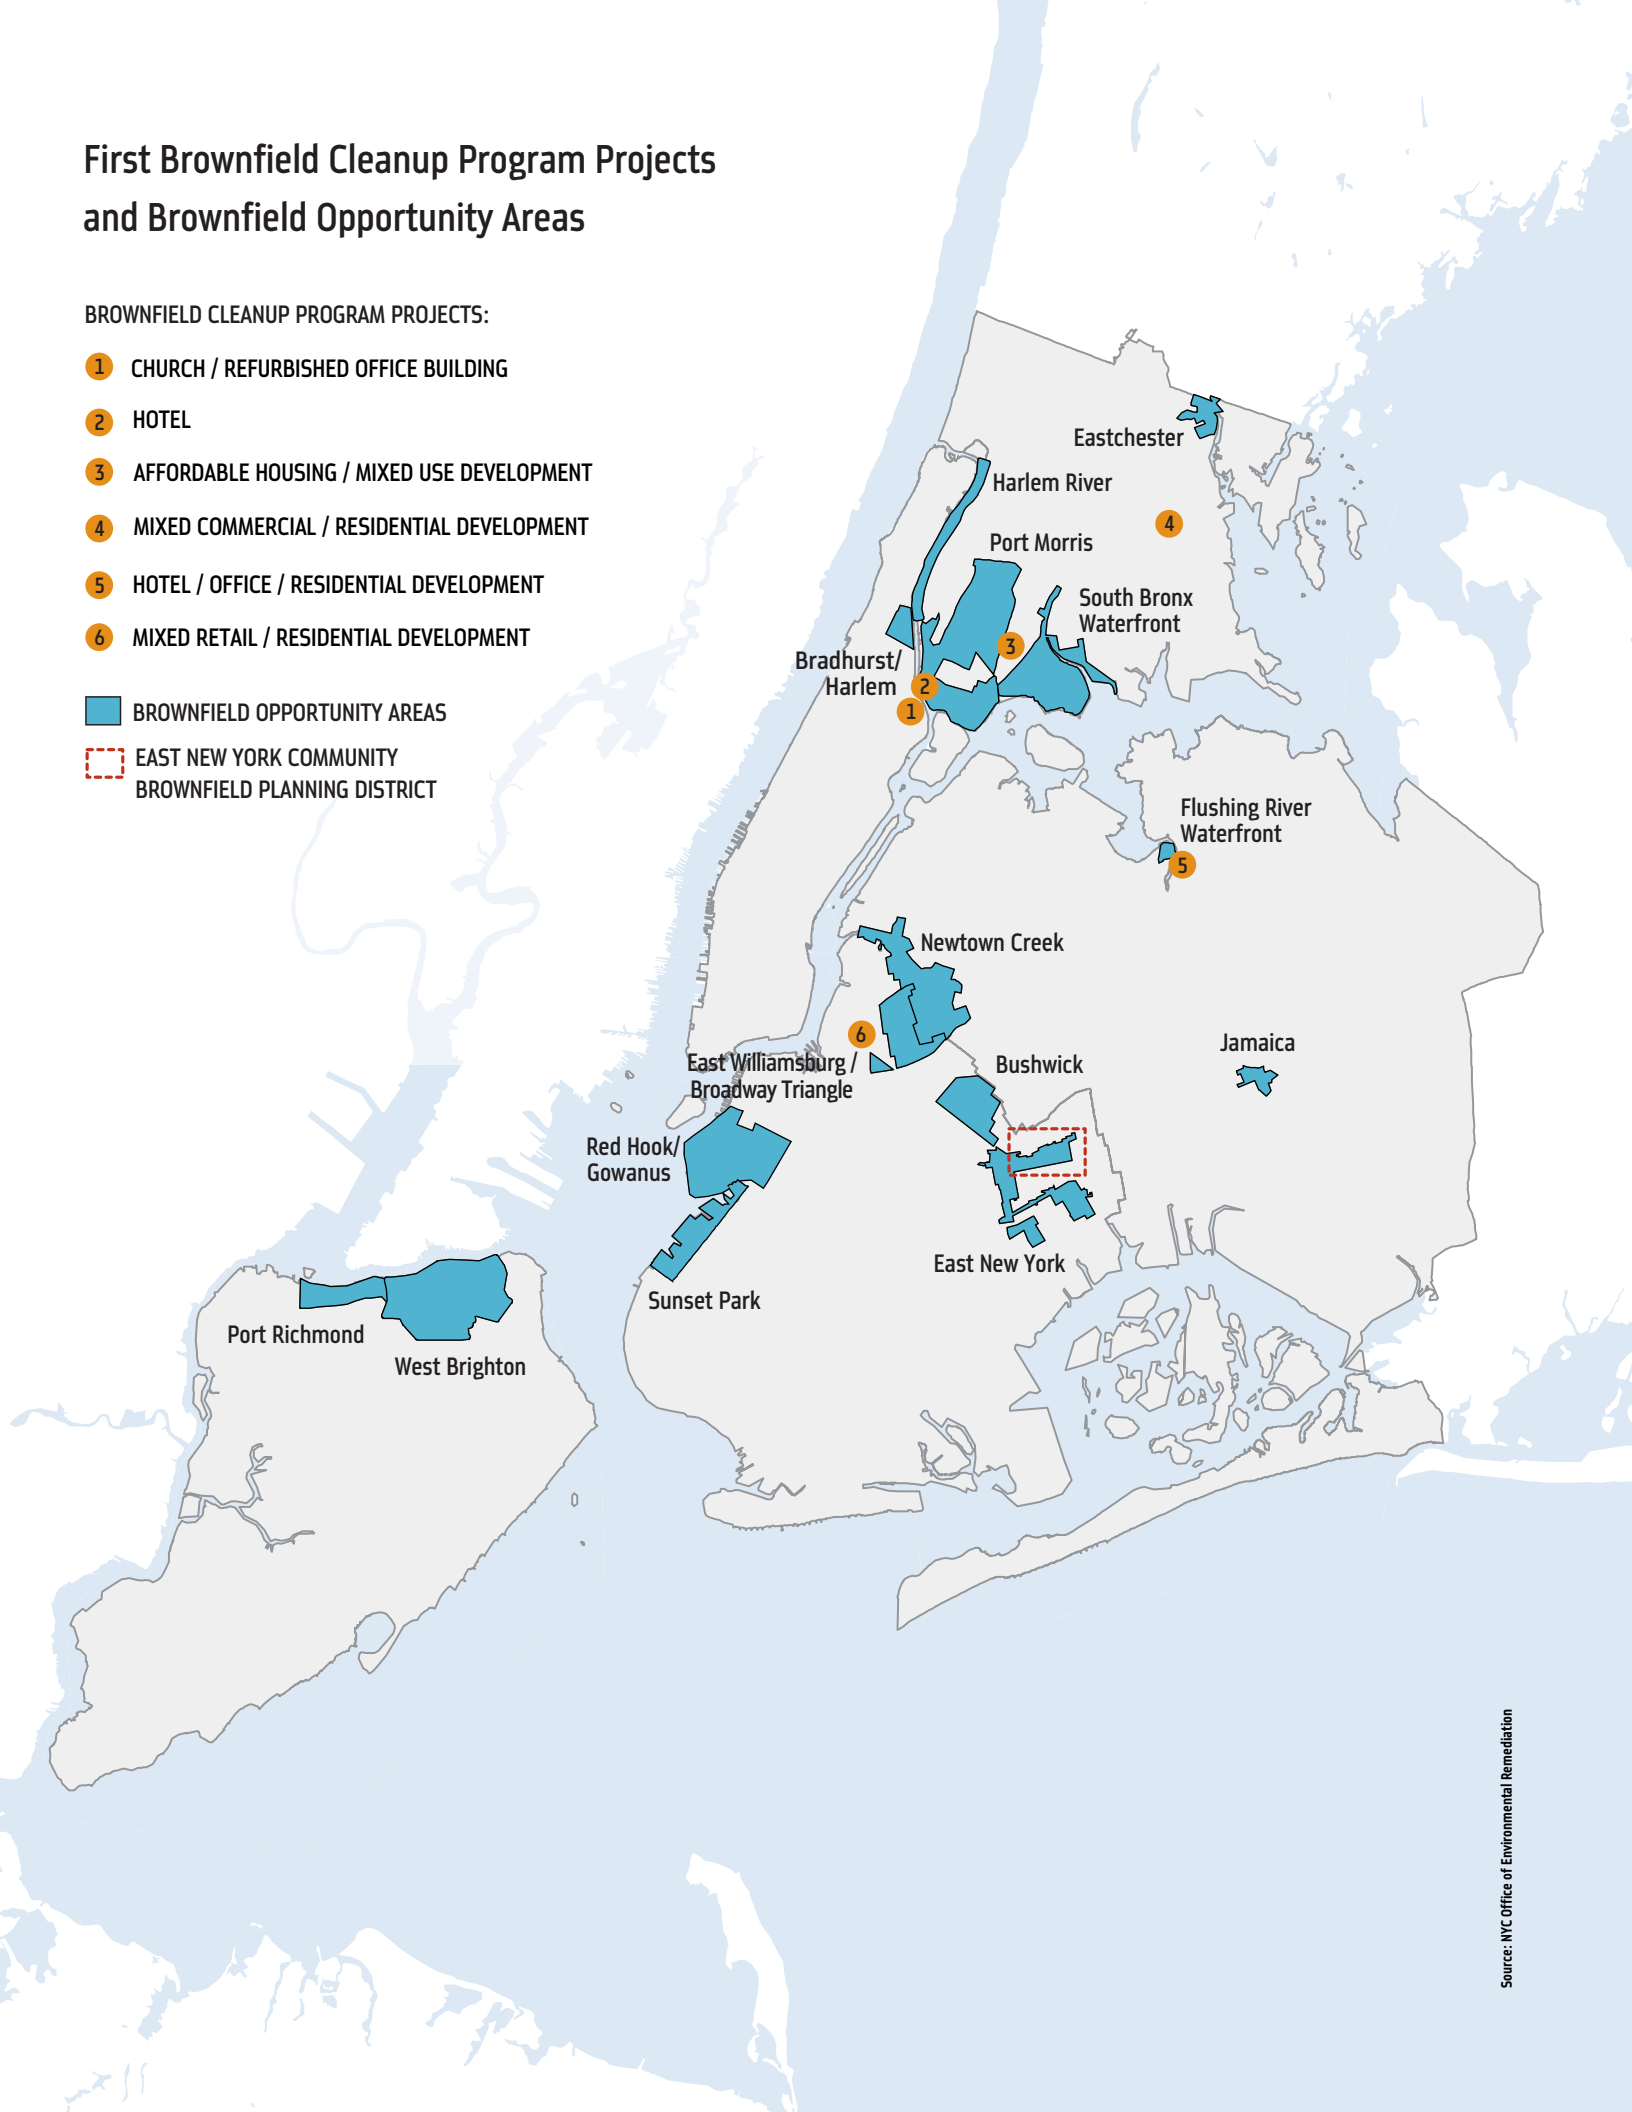 First Brownfield Cleanup Program Projects
and Brownfield Opportunity Areas
BROWNFIELD CLEANUP PROGRAM PROJECTS:
1 CHURCH / REFURBISHED OFFICE BUILDING
2 HOTEL
3 AFFORDABLE HOUSING / MIXED USE DEVELOPMENT
4 MIXED COMMERCIAL / RESIDENTIAL DEVELOPMENT
5 HOTEL / OFFICE / RESIDENTIAL DEVELOPMENT
6 MIXED RETAIL / RESIDENTIAL DEVELOPMENT
BROWNFIELD OPPORTUNITY AREAS
EAST NEW YORK COMMUNITY
BROWNFIELD PLANNING DISTRICT
Eastchester
Harlem River
4
Port Morris
South Bronx
Waterfront
3
Bradhurst/
Harlem
2
1
Flushing River
Waterfront
5
Newtown Creek
6
East Williamsburg /
Broadway Triangle
Jamaica
Bushwick
Red Hook/
Gowanus
East New York
Sunset Park
Port Richmond
West Brighton
Source: NYC Office of Environmental Remediation